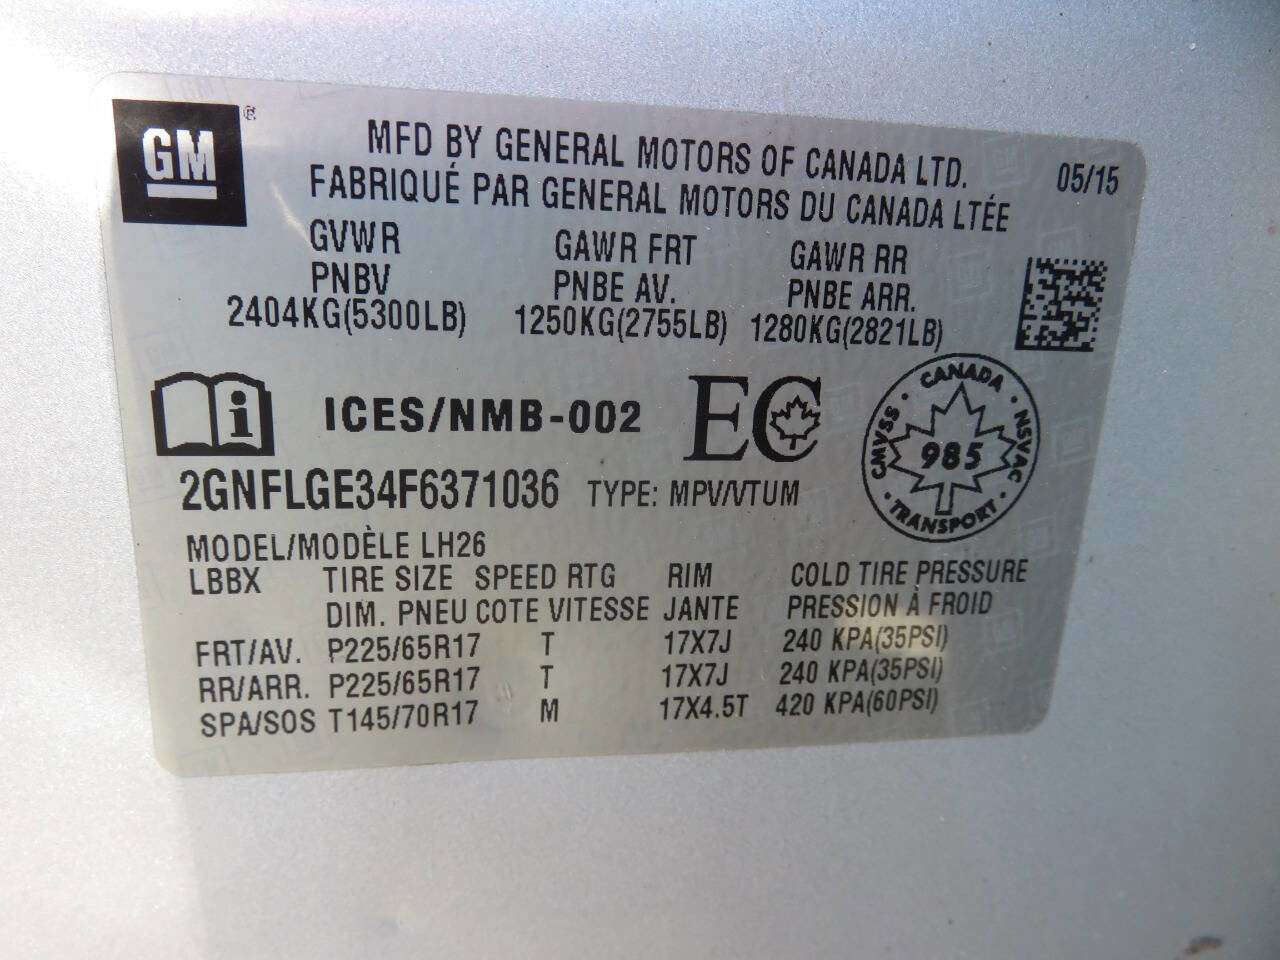 GM ®
MFD BY GENERAL MOTORS OF CANADA LTD. 05/15
FABRIQUÉ PAR GENERAL MOTORS DU CANADA LTÉE
GVWR GAWR FRT GAWR RR
PNBV PNBE AV. PNBE ARR.
2404KG(5300LB) 1250KG(2755LB) 1280KG(2821LB)
i ICES/NMB-002 EC
CANADA
CMVSS · 985 · NSVAC
· TRANSPORT ·
2GNFLGE34F6371036 TYPE: MPV/VTUM
MODEL/MODÈLE LH26
LBBX TIRE SIZE SPEED RTG RIM COLD TIRE PRESSURE
DIM. PNEU COTE VITESSE JANTE PRESSION À FROID
FRT/AV. P225/65R17 T 17X7J 240 KPA(35PSI)
RR/ARR. P225/65R17 T 17X7J 240 KPA(35PSI)
SPA/SOS T145/70R17 M 17X4.5T 420 KPA(60PSI)